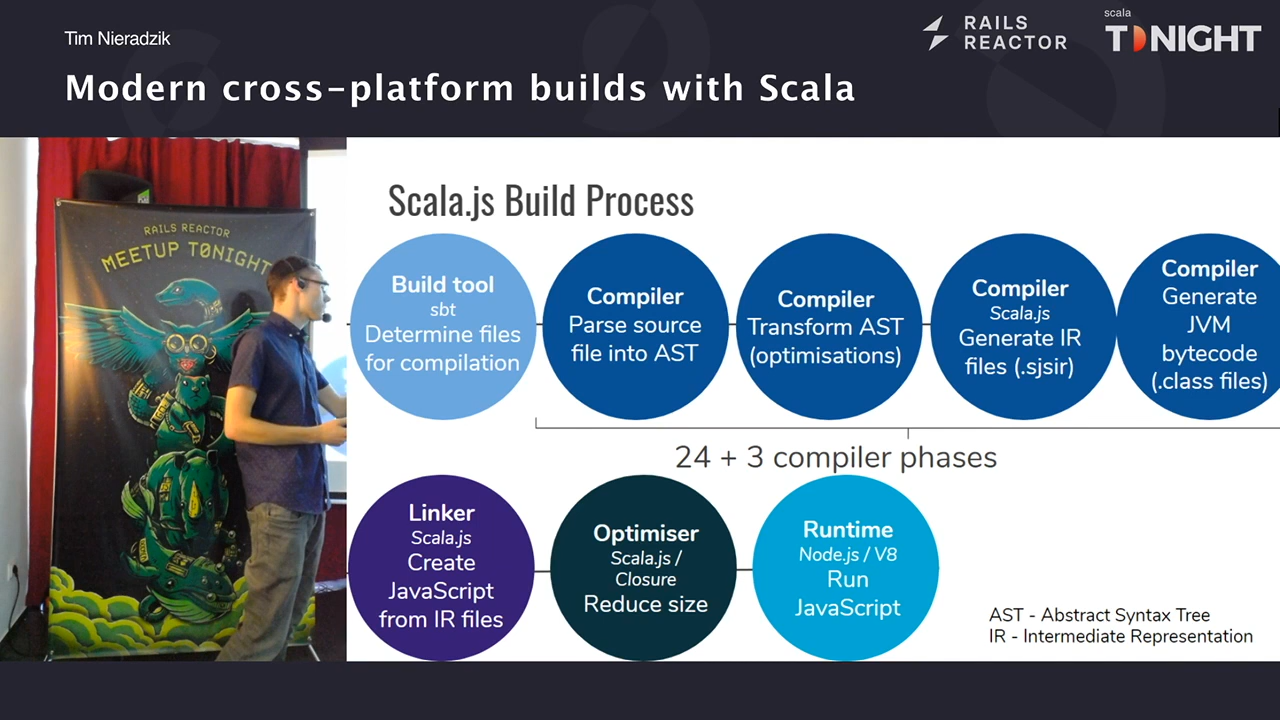 Tim Nieradzik
Modern cross-platform builds with Scala
RAILS
REACTOR
scala
TONIGHT
RAILS REACTOR
MEETUP T0NIGHT
Scala.js Build Process
Build tool
sbt
Determine files
for compilation
Compiler
Parse source
file into AST
Compiler
Transform AST
(optimisations)
Compiler
Scala.js
Generate IR
files (.sjsir)
Compiler
Generate
JVM
bytecode
(.class files)
24 + 3 compiler phases
Linker
Scala.js
Create
JavaScript
from IR files
Optimiser
Scala.js /
Closure
Reduce size
Runtime
Node.js / V8
Run
JavaScript
AST - Abstract Syntax Tree
IR - Intermediate Representation